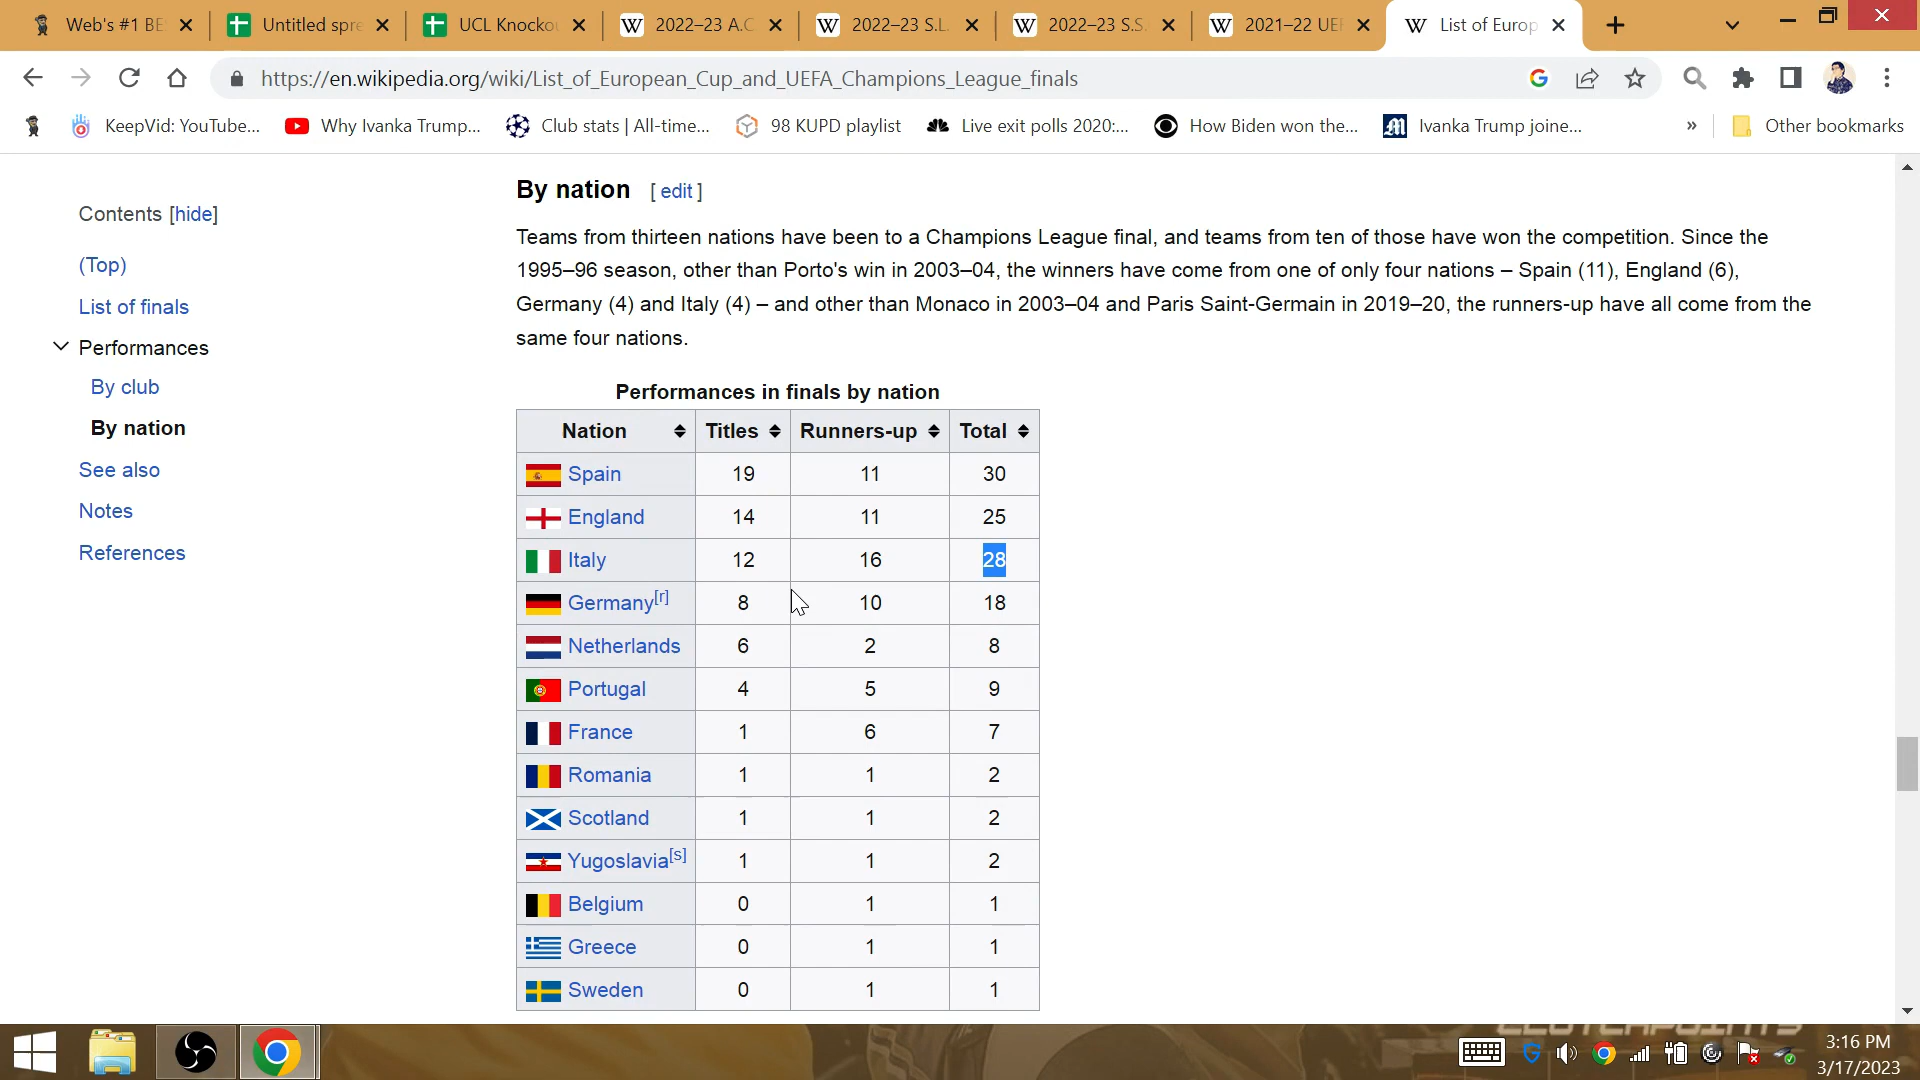 Web's #1 BE
Untitled spre
UCL Knockou
2022–23 A.C
2022–23 S.L.
2022–23 S.S.
2021–22 UEF
List of Europ
https://en.wikipedia.org/wiki/List_of_European_Cup_and_UEFA_Champions_League_finals
KeepVid: YouTube...
Why Ivanka Trump...
Club stats | All-time...
98 KUPD playlist
Live exit polls 2020:...
How Biden won the...
Ivanka Trump joine...
»
Other bookmarks
Contents [hide]
(Top)
List of finals
Performances
By club
By nation
See also
Notes
References
By nation [ edit ]
Teams from thirteen nations have been to a Champions League final, and teams from ten of those have won the competition. Since the
1995–96 season, other than Porto's win in 2003–04, the winners have come from one of only four nations – Spain (11), England (6),
Germany (4) and Italy (4) – and other than Monaco in 2003–04 and Paris Saint-Germain in 2019–20, the runners-up have all come from the
same four nations.
Performances in finals by nation
Nation Titles Runners-up Total
Spain 19 11 30
England 14 11 25
Italy 12 16 28
Germany[r] 8 10 18
Netherlands 6 2 8
Portugal 4 5 9
France 1 6 7
Romania 1 1 2
Scotland 1 1 2
Yugoslavia[s] 1 1 2
Belgium 0 1 1
Greece 0 1 1
Sweden 0 1 1
CLUTCHPOINTS
3:16 PM
3/17/2023